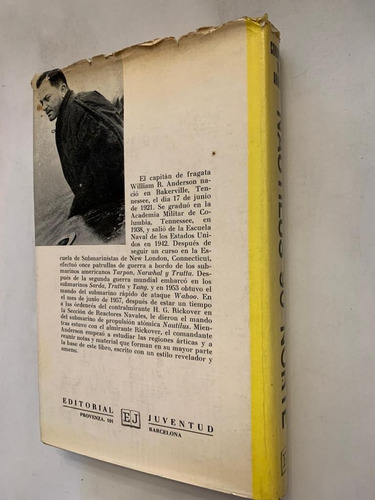 El capitán de fragata
William R. Anderson na-
ció en Bakerville, Ten-
nessee, el día 17 de junio
de 1921. Se graduó en la
Academia Militar de Co-
lumbia, Tennessee, en
1938, y salió de la Escuela
Naval de los Estados Uni-
dos en 1942. Después de
seguir un curso en la Es-
cuela de Submarinistas de New London, Connecticut,
efectuó once patrullas de guerra a bordo de los sub-
marinos americanos Tarpon, Narwhal y Trutta. Des-
pués de la segunda guerra mundial embarcó en los
submarinos Sarda, Trutta y Tang, y en 1953 obtuvo
el mando del submarino rápido de ataque Wahoo. En
el mes de junio de 1957, después de estar un tiempo
a las órdenes del contralmirante H. G. Rickover en
la Sección de Reactores Navales, le dieron el mando
del submarino de propulsión atómica Nautilus. Mien-
tras estuvo con el almirante Rickover, el comandante
Anderson empezó a estudiar las regiones árticas y a
reunir notas y material que forman en su mayor parte
la base de este libro, escrito con un estilo revelador y
ameno.
EDITORIAL EJ JUVENTUD
PROVENZA, 101 BARCELONA
NORTE
EJ